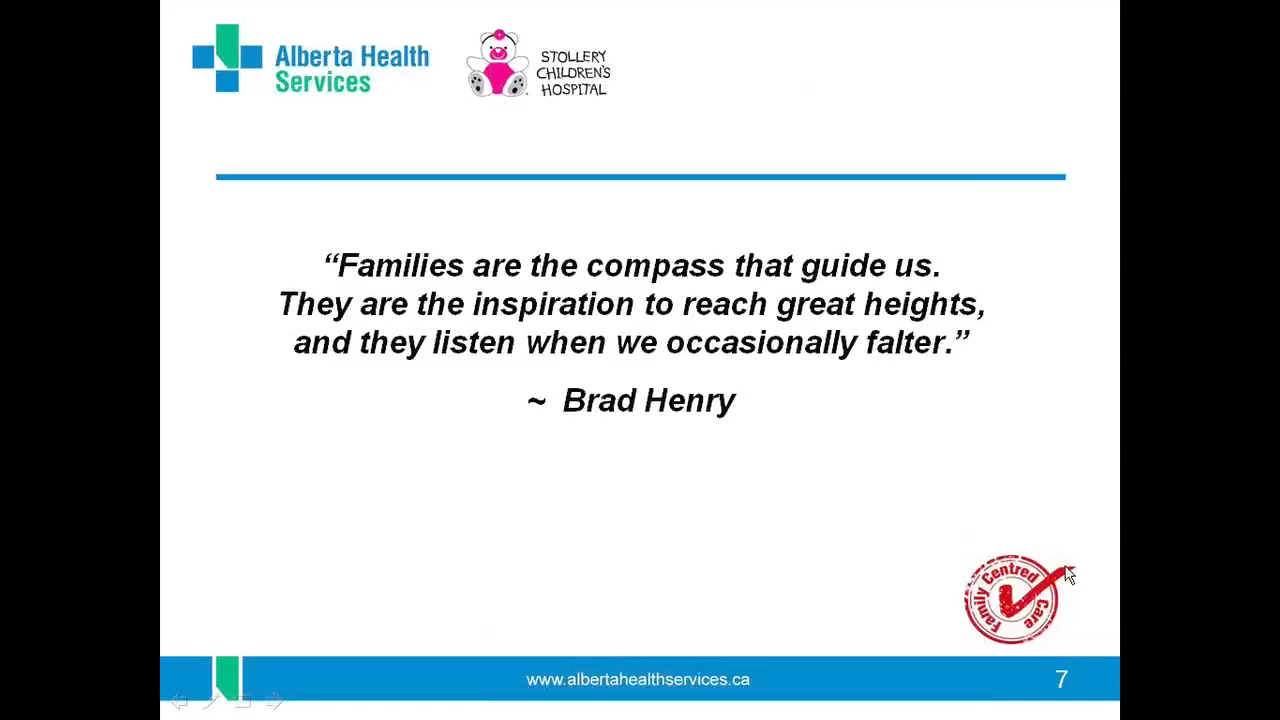 Alberta Health
Services
STOLLERY
CHILDREN'S
HOSPITAL
“Families are the compass that guide us.
They are the inspiration to reach great heights,
and they listen when we occasionally falter.”
~ Brad Henry
Family Centred Care
www.albertahealthservices.ca
7